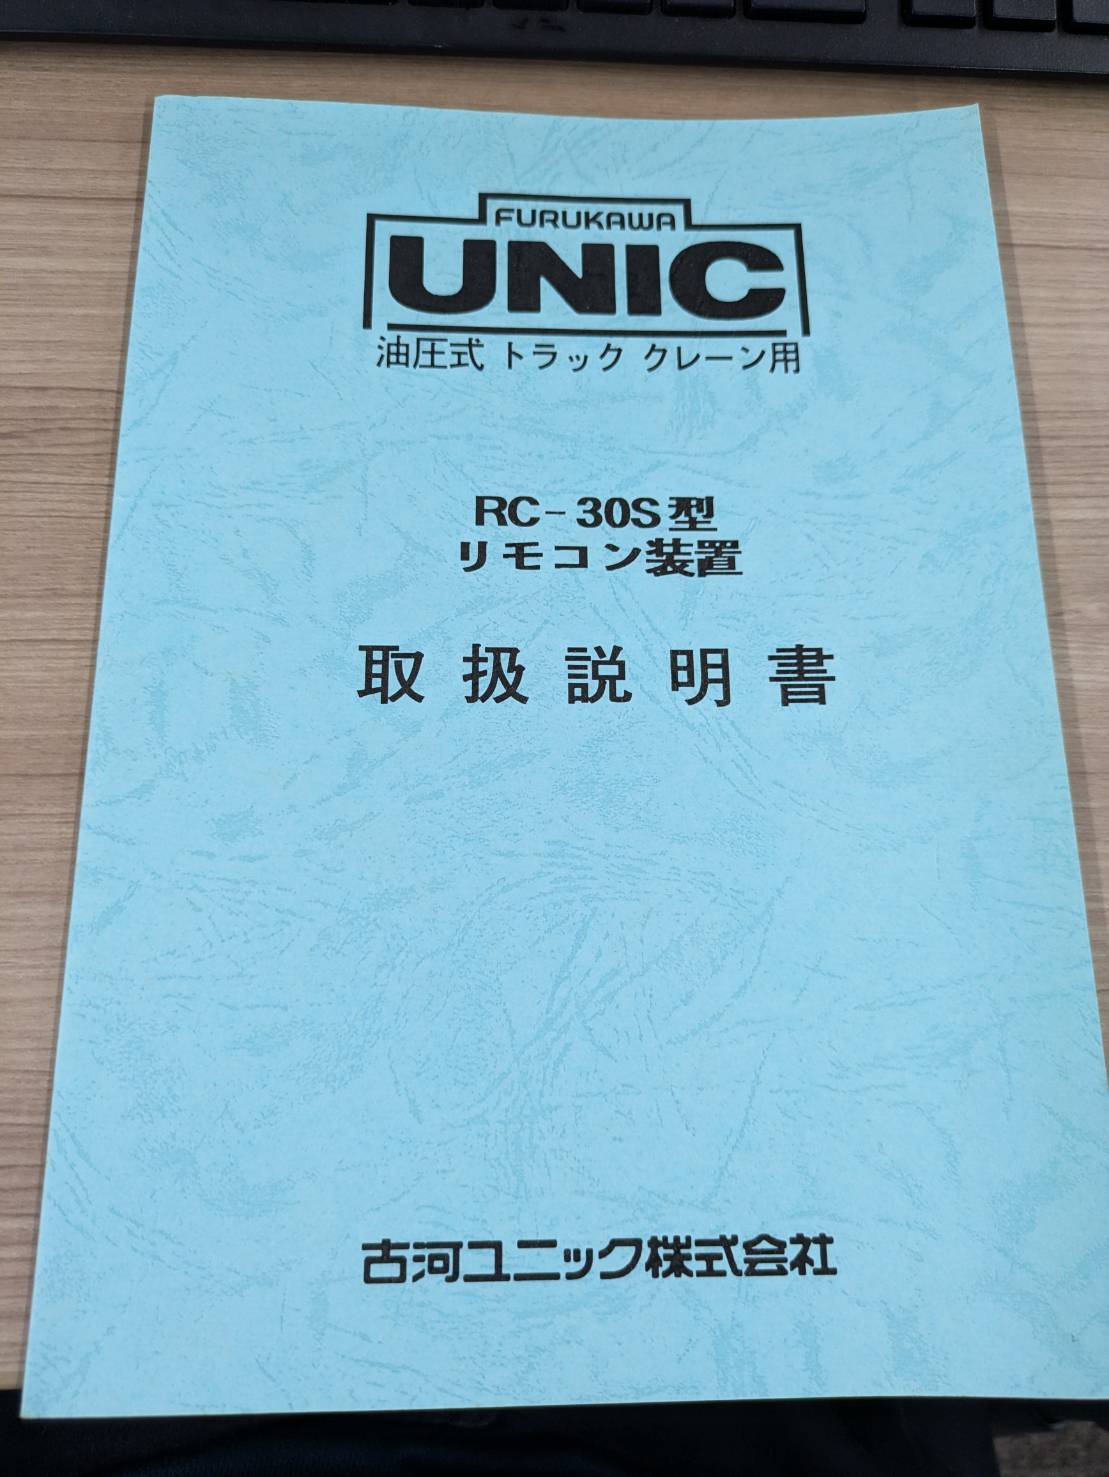 FURUKAWA
UNIC
油圧式 トラック クレーン用
RC-30S型
リモコン装置
取扱説明書
古河ユニック株式会社